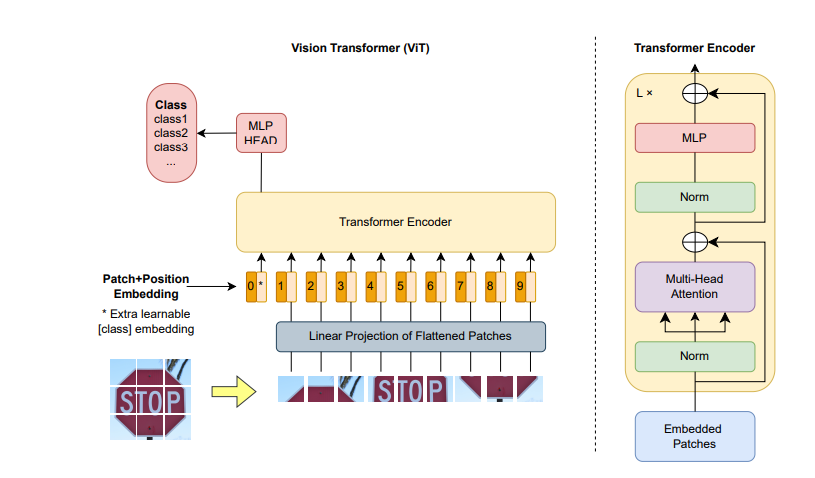 Vision Transformer (ViT)
Class
class1
class2
class3
...
MLP
HEAD
Transformer Encoder
Patch+Position
Embedding
* Extra learnable
[class] embedding
0 * 1 2 3 4 5 6 7 8 9
Linear Projection of Flattened Patches
STOP
STOP
Transformer Encoder
L ×
MLP
Norm
Multi-Head
Attention
Norm
Embedded
Patches